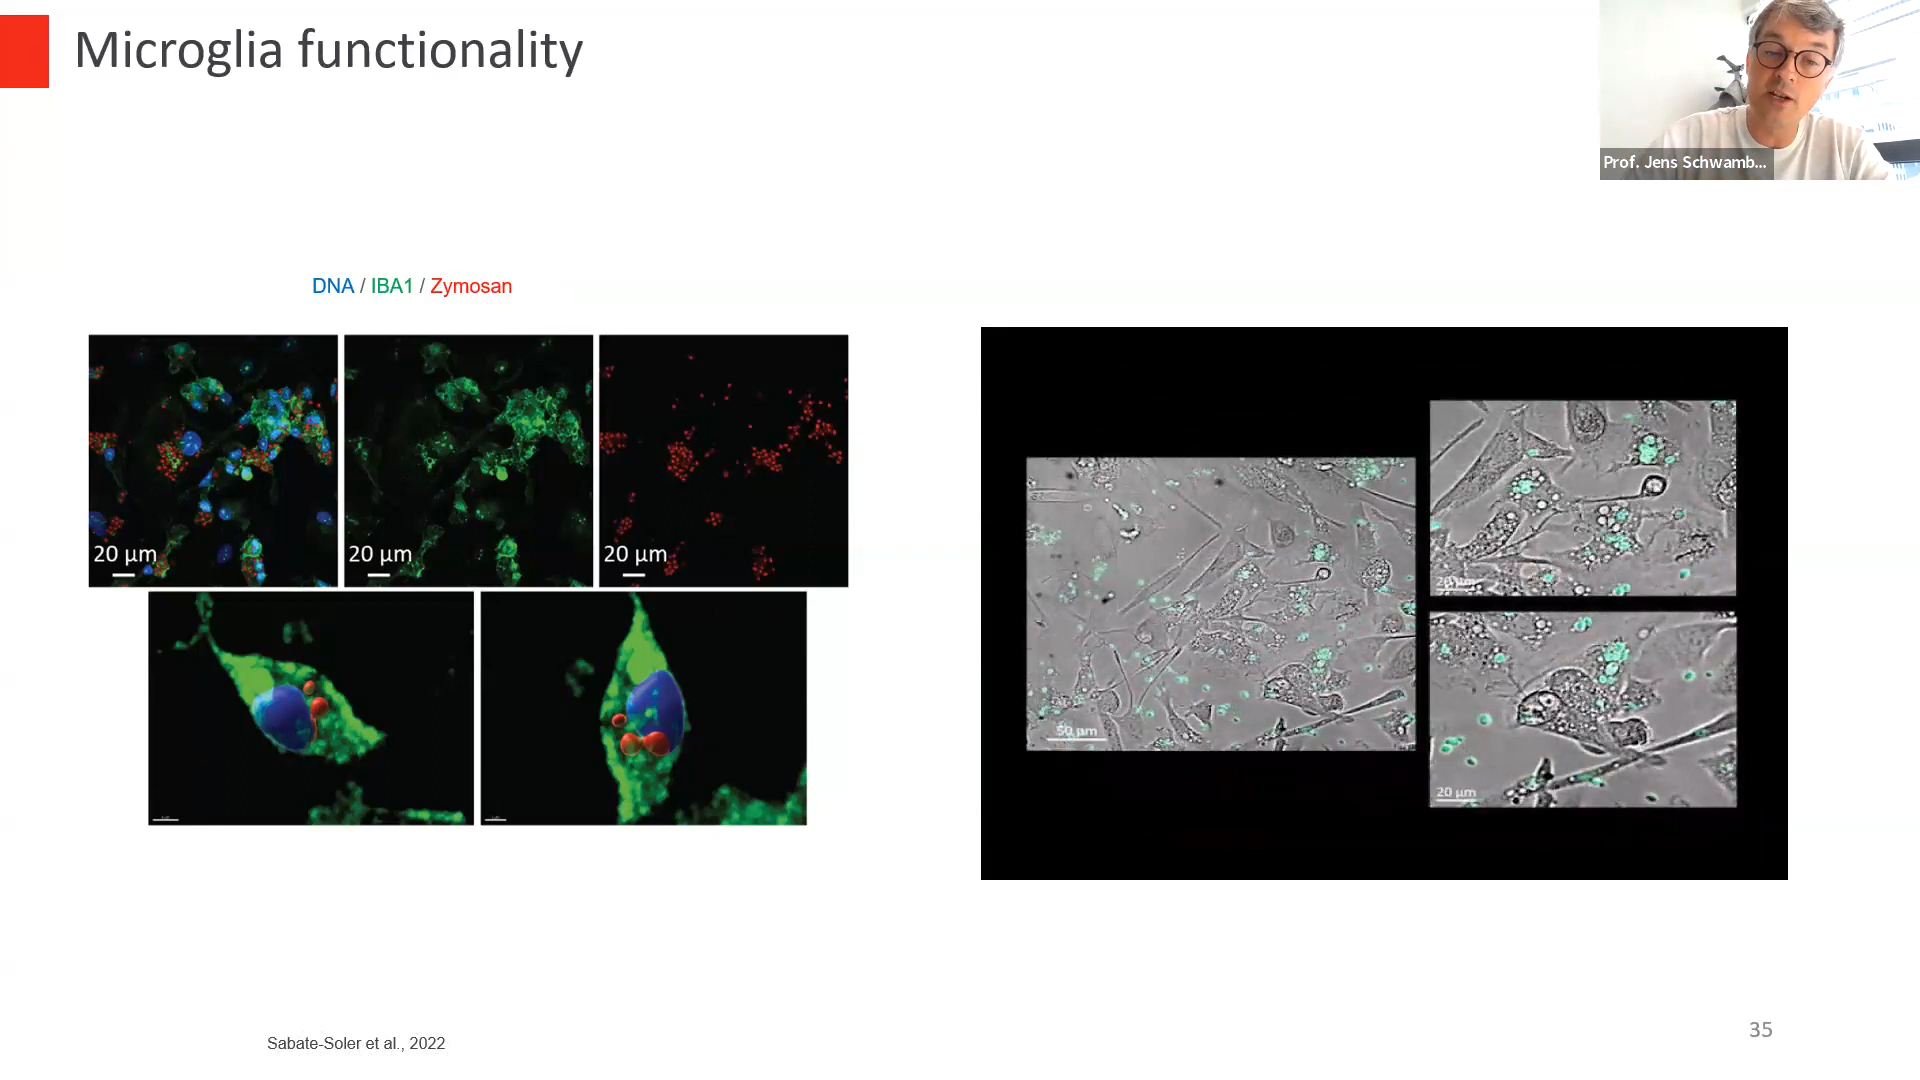 Microglia functionality
Prof. Jens Schwamb...
DNA / IBA1 / Zymosan
20 µm
20 µm
20 µm
50 µm
20 µm
20 µm
Sabate-Soler et al., 2022
35